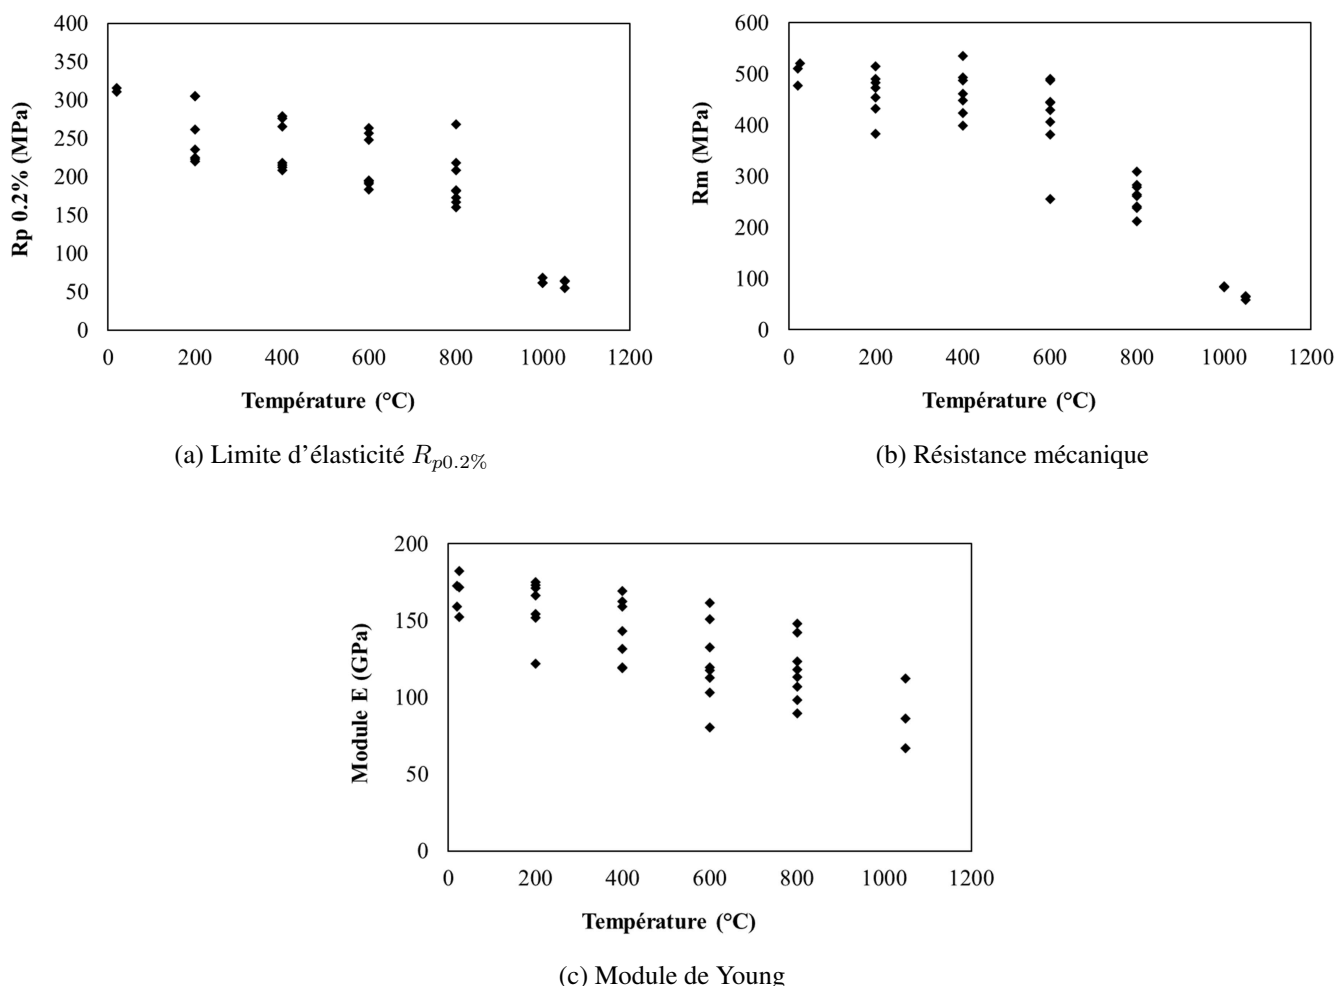 400
350
300
250
200
150
100
50
0
Rp 0.2% (MPa)
0 200 400 600 800 1000 1200
Température (°C)
(a) Limite d'élasticité R_{p0.2%}
600
500
400
300
200
100
0
Rm (MPa)
0 200 400 600 800 1000 1200
Température (°C)
(b) Résistance mécanique
200
150
100
50
0
Module E (GPa)
0 200 400 600 800 1000 1200
Température (°C)
(c) Module de Young